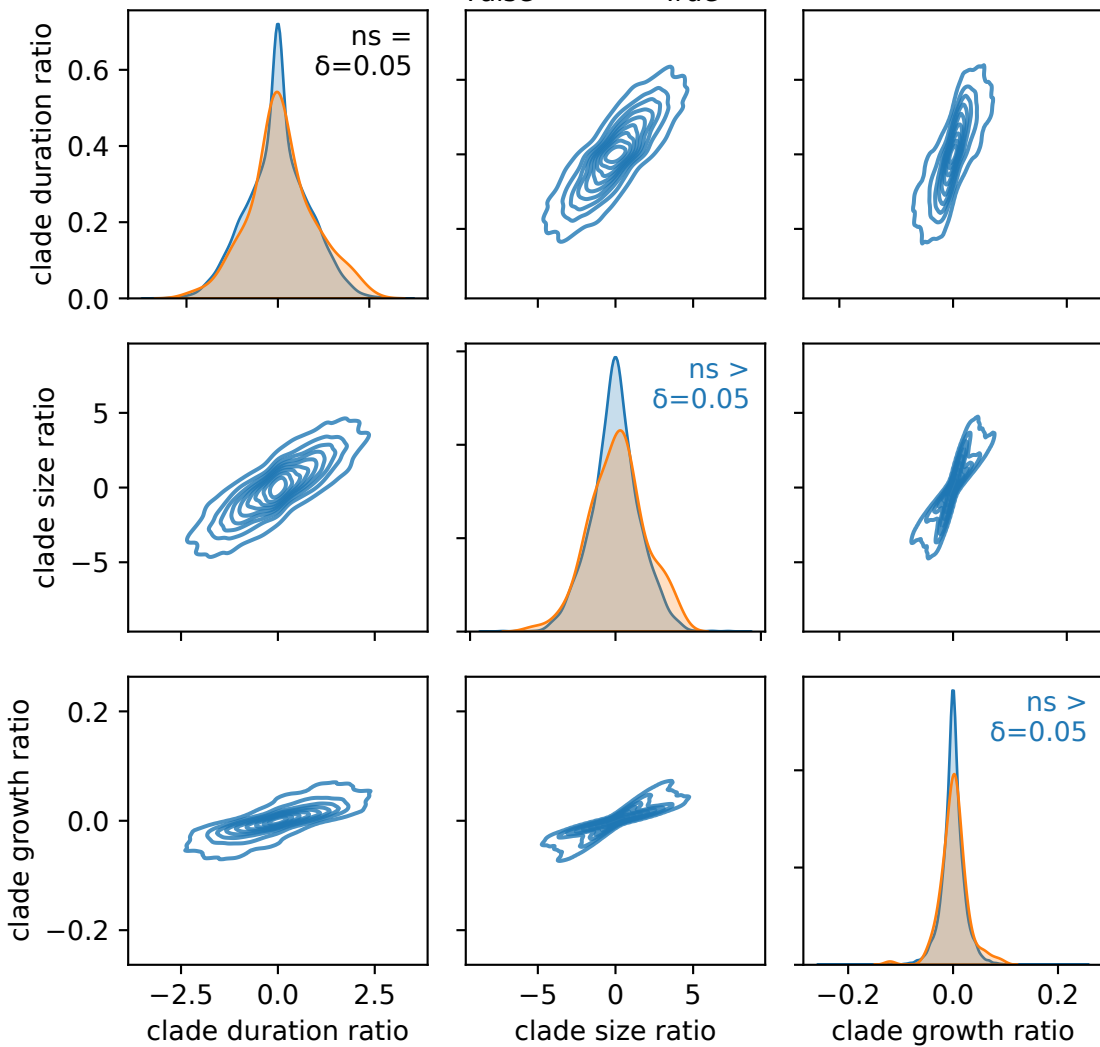 clade duration ratio
0.6
0.4
0.2
0.0
ns =
δ=0.05
clade size ratio
5
0
−5
ns >
δ=0.05
clade growth ratio
0.2
0.0
−0.2
ns >
δ=0.05
−2.5 0.0 2.5
−5 0 5
−0.2 0.0 0.2
clade duration ratio
clade size ratio
clade growth ratio